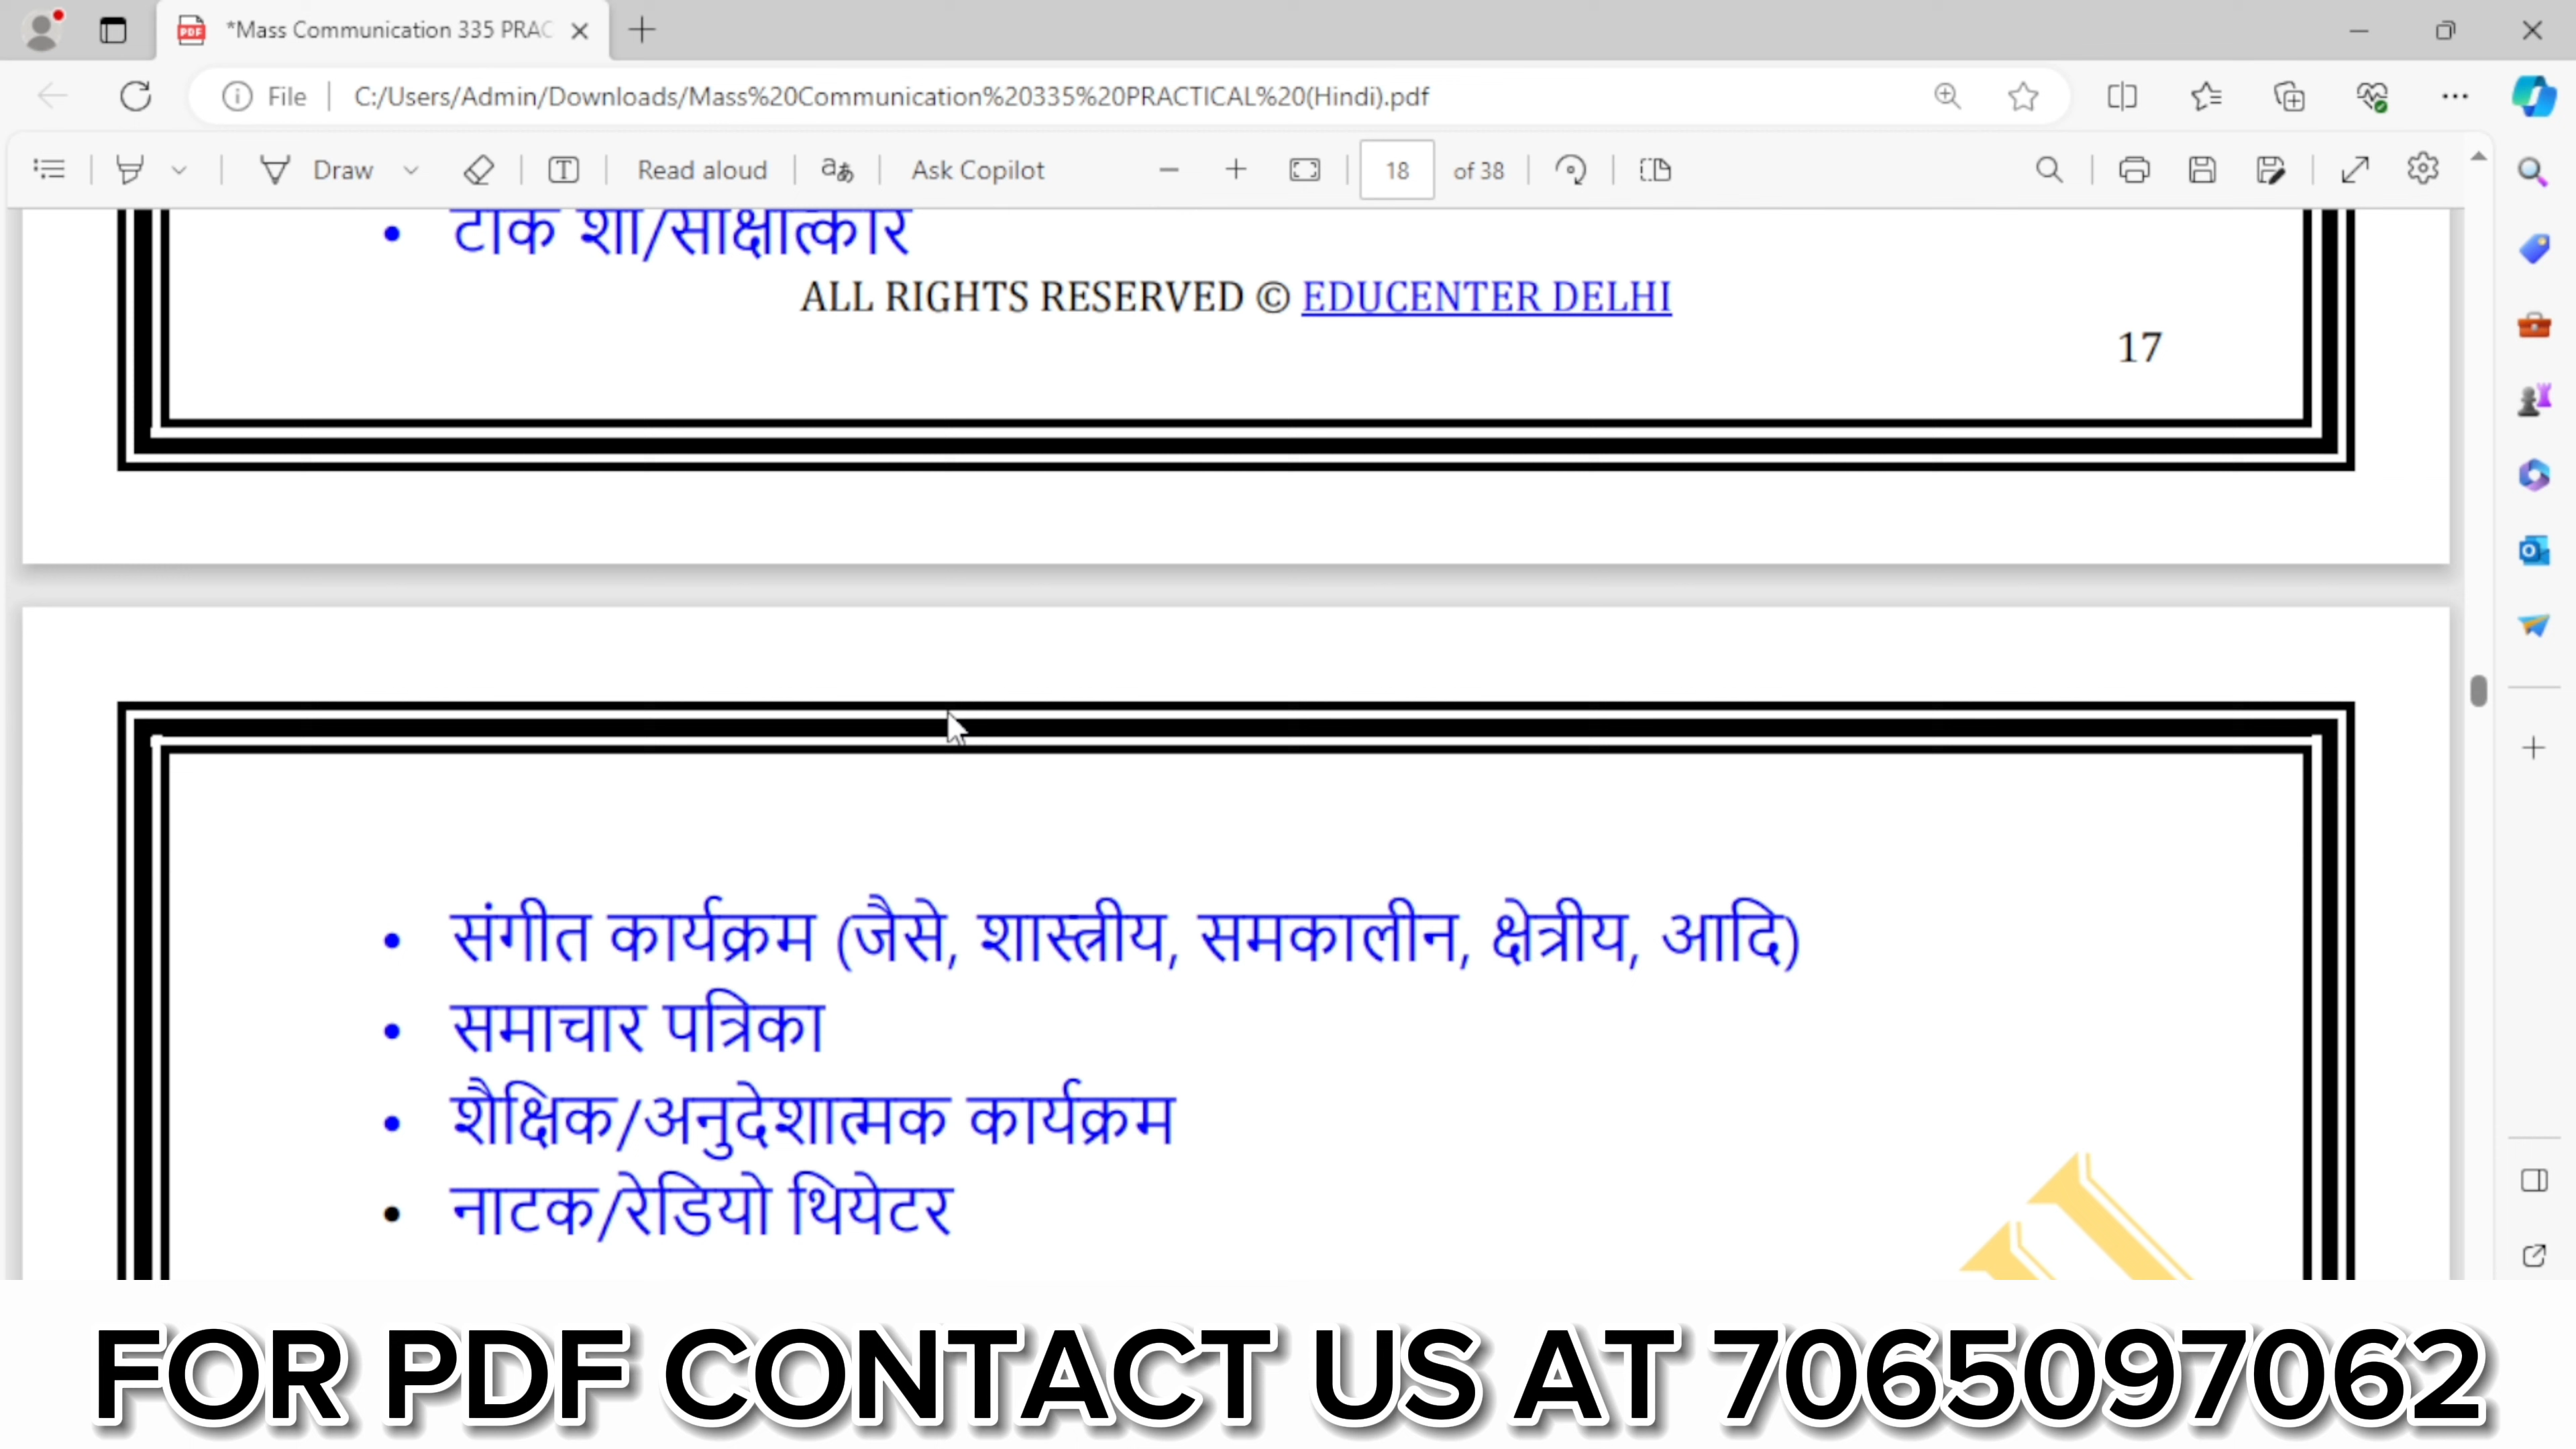 *Mass Communication 335 PRAC
File
C:/Users/Admin/Downloads/Mass%20Communication%20335%20PRACTICAL%20(Hindi).pdf
Draw
Read aloud
Ask Copilot
18 of 38
• टॉक शो/साक्षात्कार
ALL RIGHTS RESERVED © EDUCENTER DELHI
17
• संगीत कार्यक्रम (जैसे, शास्त्रीय, समकालीन, क्षेत्रीय, आदि)
• समाचार पत्रिका
• शैक्षिक/अनुदेशात्मक कार्यक्रम
• नाटक/रेडियो थियेटर
FOR PDF CONTACT US AT 7065097062